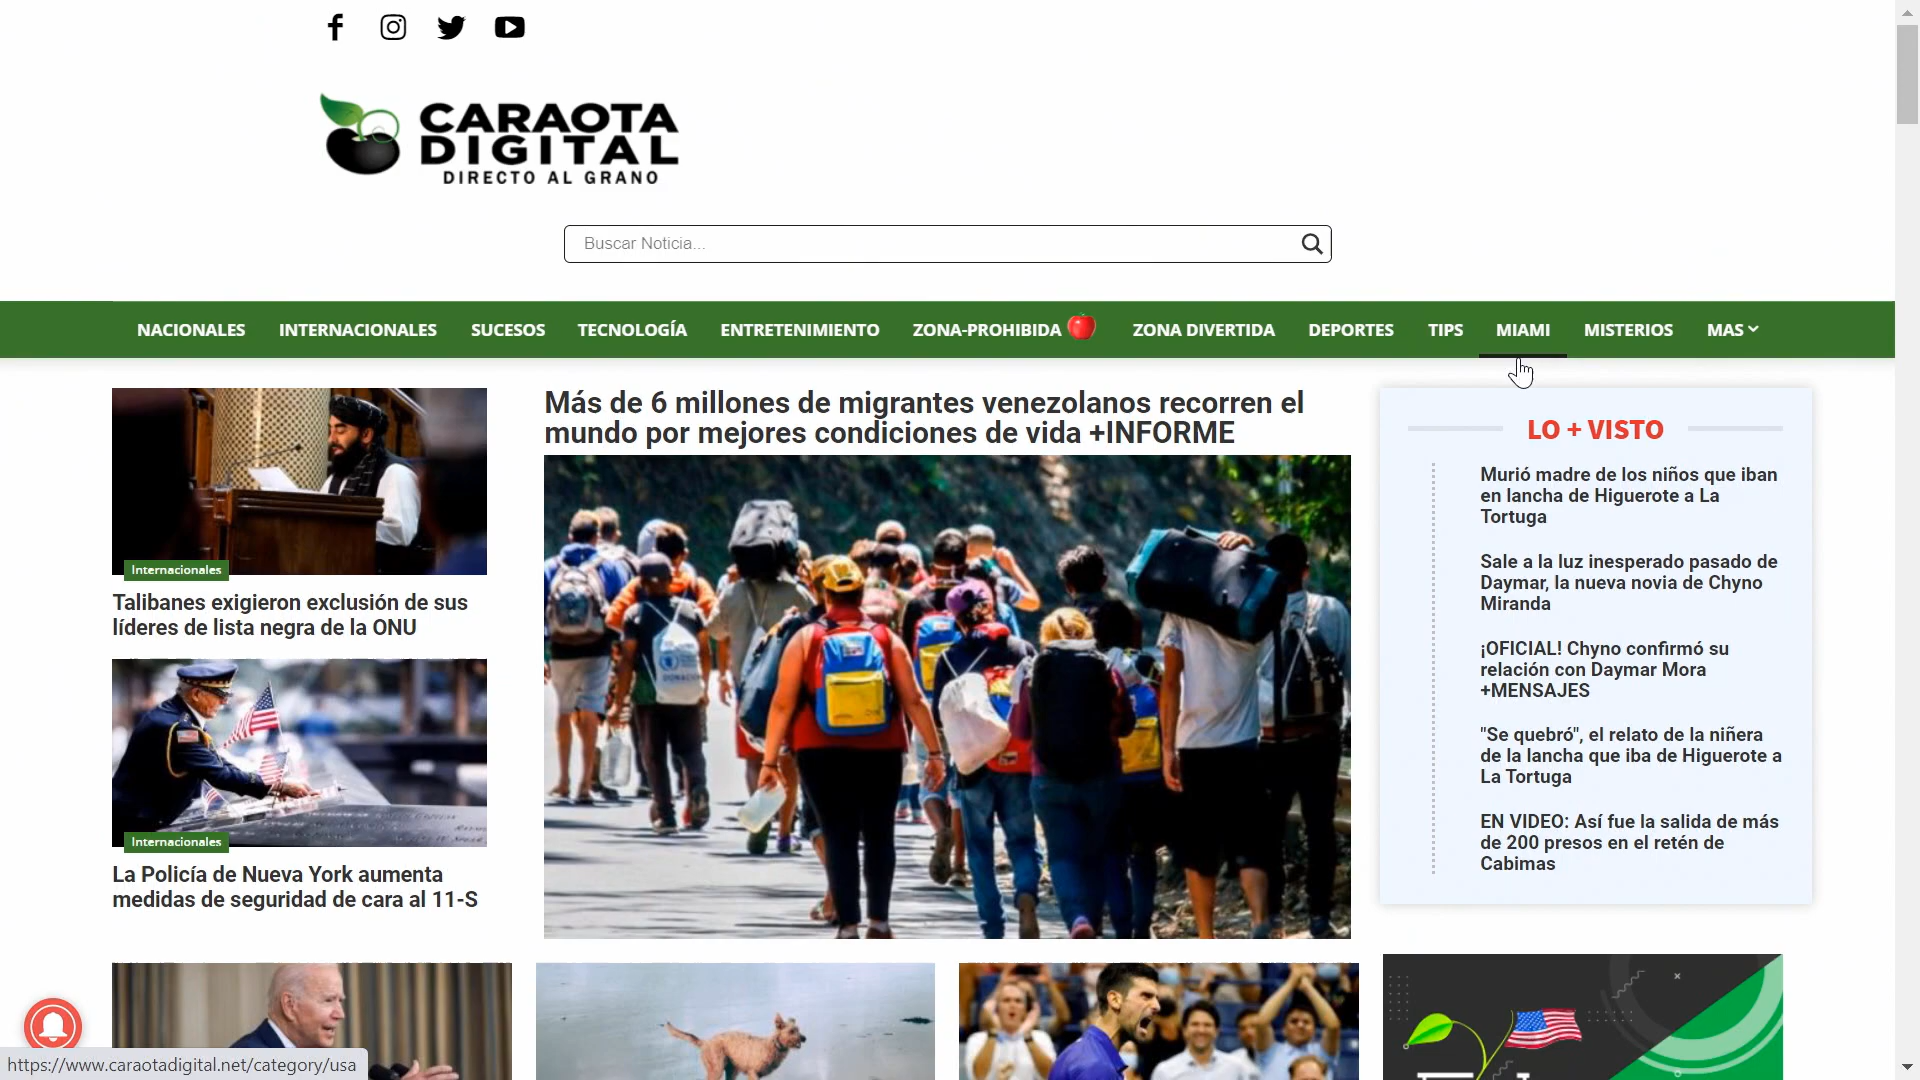 CARAOTA
DIGITAL
DIRECTO AL GRANO
Buscar Noticia...
NACIONALES INTERNACIONALES SUCESOS TECNOLOGÍA ENTRETENIMIENTO ZONA-PROHIBIDA ZONA DIVERTIDA DEPORTES TIPS MIAMI MISTERIOS MAS
Internacionales
Talibanes exigieron exclusión de sus
líderes de lista negra de la ONU
Internacionales
La Policía de Nueva York aumenta
medidas de seguridad de cara al 11-S
Más de 6 millones de migrantes venezolanos recorren el
mundo por mejores condiciones de vida +INFORME
LO + VISTO
Murió madre de los niños que iban
en lancha de Higuerote a La
Tortuga
Sale a la luz inesperado pasado de
Daymar, la nueva novia de Chyno
Miranda
¡OFICIAL! Chyno confirmó su
relación con Daymar Mora
+MENSAJES
"Se quebró", el relato de la niñera
de la lancha que iba de Higuerote a
La Tortuga
EN VIDEO: Así fue la salida de más
de 200 presos en el retén de
Cabimas
https://www.caraotadigital.net/category/usa